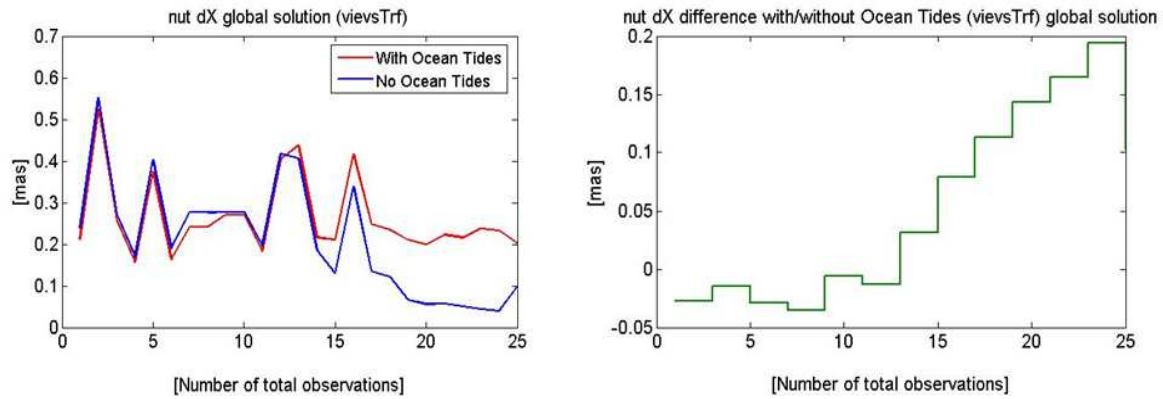 nut dX global solution (vievsTrf)
0.7
0.6
0.5
0.4
0.3
0.2
0.1
0
[mas]
With Ocean Tides
No Ocean Tides
0 5 10 15 20 25
[Number of total observations]
nut dX difference with/without Ocean Tides (vievsTrf) global solution
0.2
0.15
0.1
0.05
0
-0.05
[mas]
0 5 10 15 20 25
[Number of total observations]